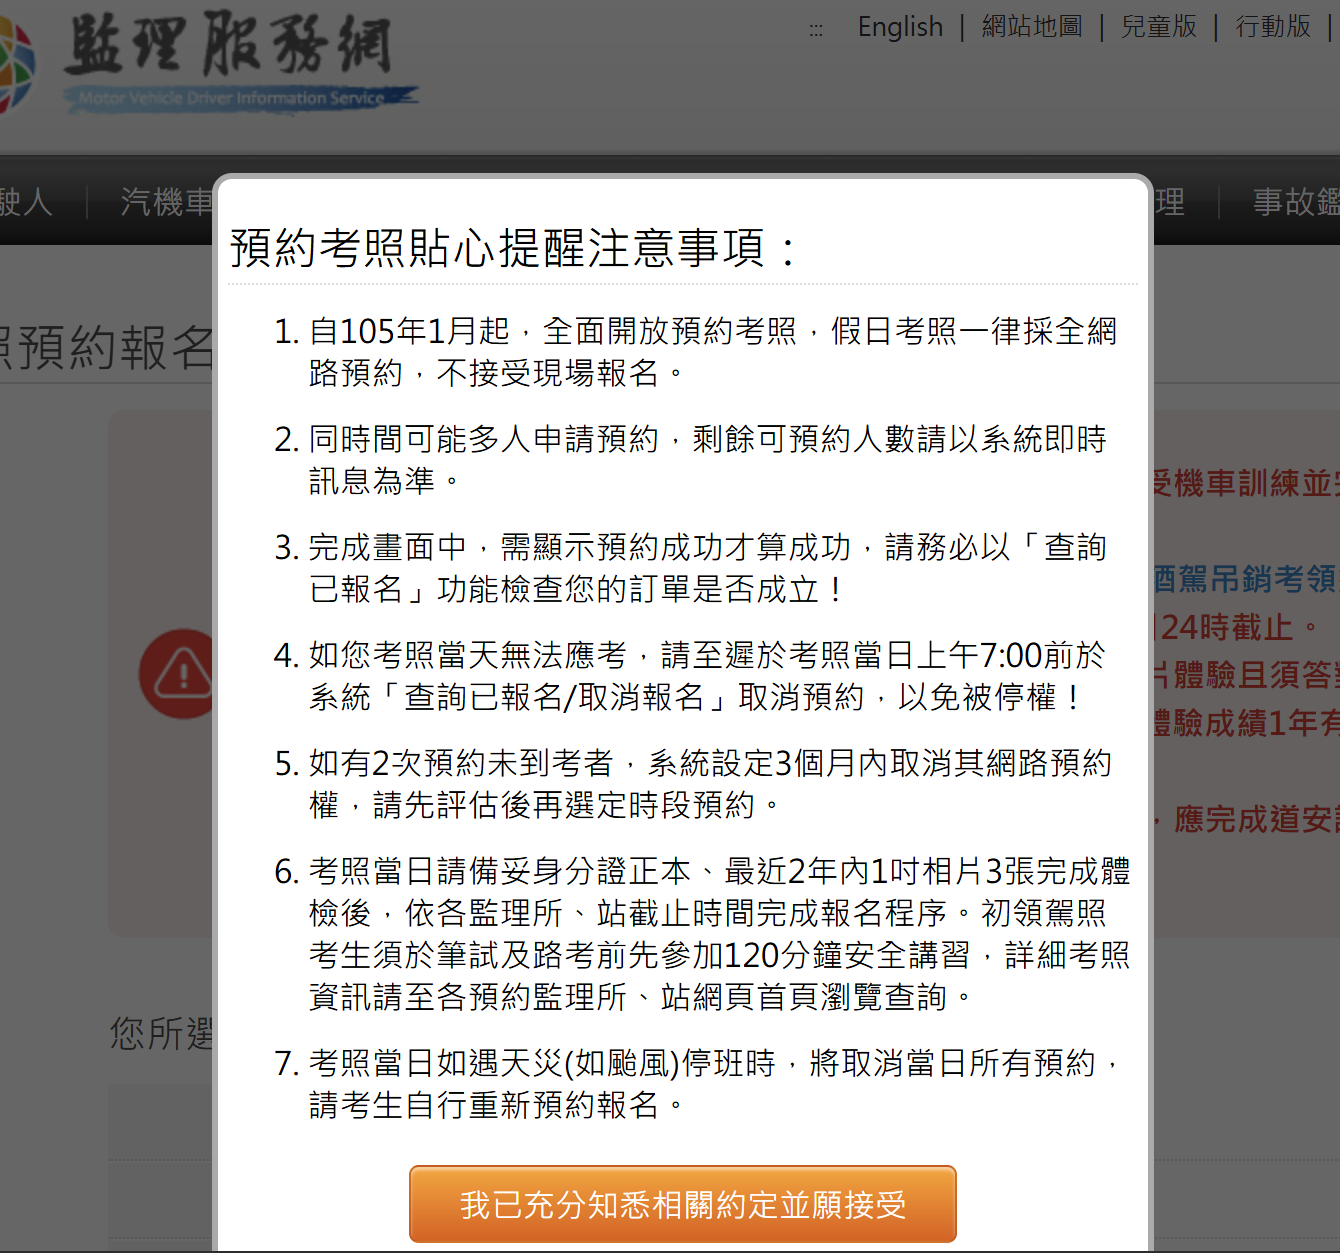 監理服務網
Motor Vehicle Driver Information Service
::: English | 網站地圖 | 兒童版 | 行動版 |
駛人 | 汽機車
理 | 事故鑑
預約報名
預約考照貼心提醒注意事項：
1. 自105年1月起，全面開放預約考照，假日考照一律採全網
路預約，不接受現場報名。
2. 同時間可能多人申請預約，剩餘可預約人數請以系統即時
訊息為準。
3. 完成畫面中，需顯示預約成功才算成功，請務必以「查詢
已報名」功能檢查您的訂單是否成立！
4. 如您考照當天無法應考，請至遲於考照當日上午7:00前於
系統「查詢已報名/取消報名」取消預約，以免被停權！
5. 如有2次預約未到考者，系統設定3個月內取消其網路預約
權，請先評估後再選定時段預約。
6. 考照當日請備妥身分證正本、最近2年內1吋相片3張完成體
檢後，依各監理所、站截止時間完成報名程序。初領駕照
考生須於筆試及路考前先參加120分鐘安全講習，詳細考照
資訊請至各預約監理所、站網頁首頁瀏覽查詢。
7. 考照當日如遇天災(如颱風)停班時，將取消當日所有預約，
請考生自行重新預約報名。
我已充分知悉相關約定並願接受
受機車訓練並
酒駕吊銷考領
24時截止。
片體驗且須答
體驗成績1年有
，應完成道安
您所選